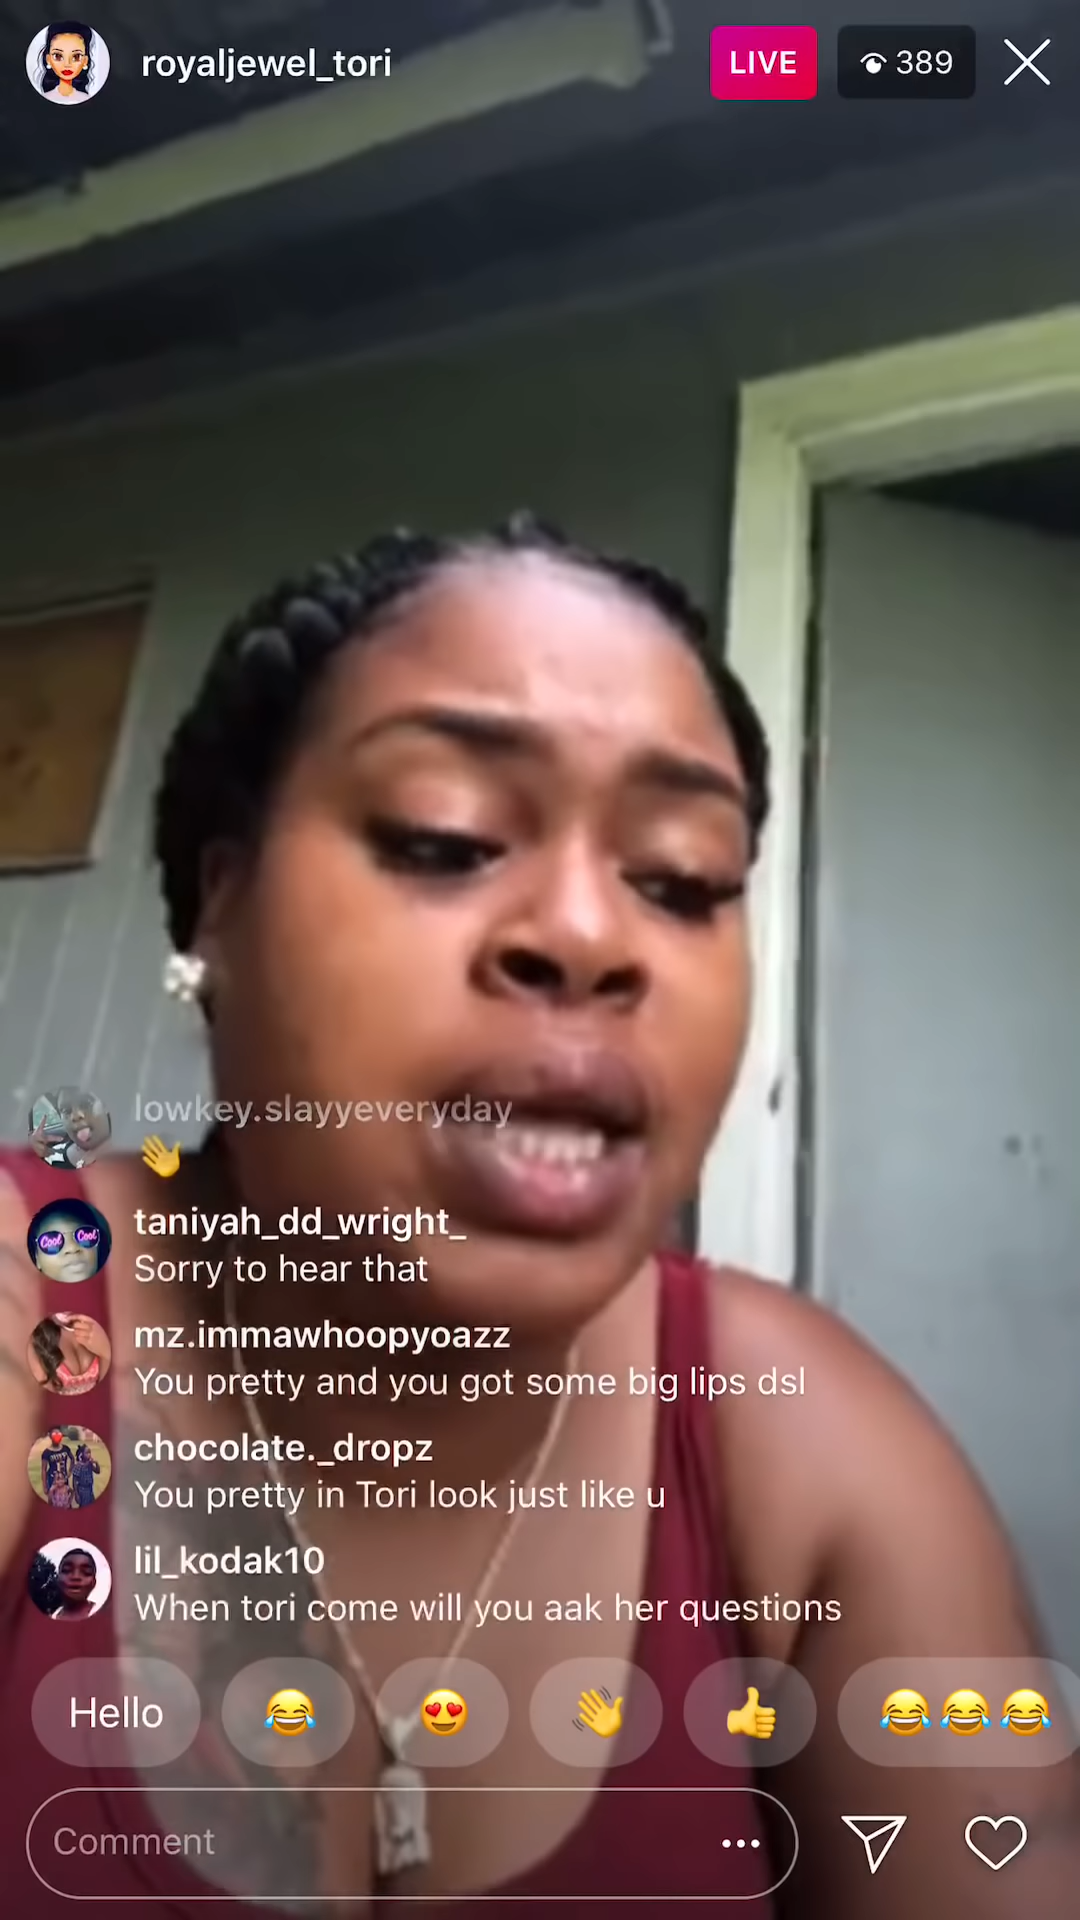 royaljewel_tori
LIVE
389
lowkey.slayyeveryday
👋
taniyah_dd_wright_
Sorry to hear that
mz.immawhoopyoazz
You pretty and you got some big lips dsl
chocolate._dropz
You pretty in Tori look just like u
lil_kodak10
When tori come will you aak her questions
Hello 😂 😍 👋 👍 😂😂😂
Comment
Cool Cool